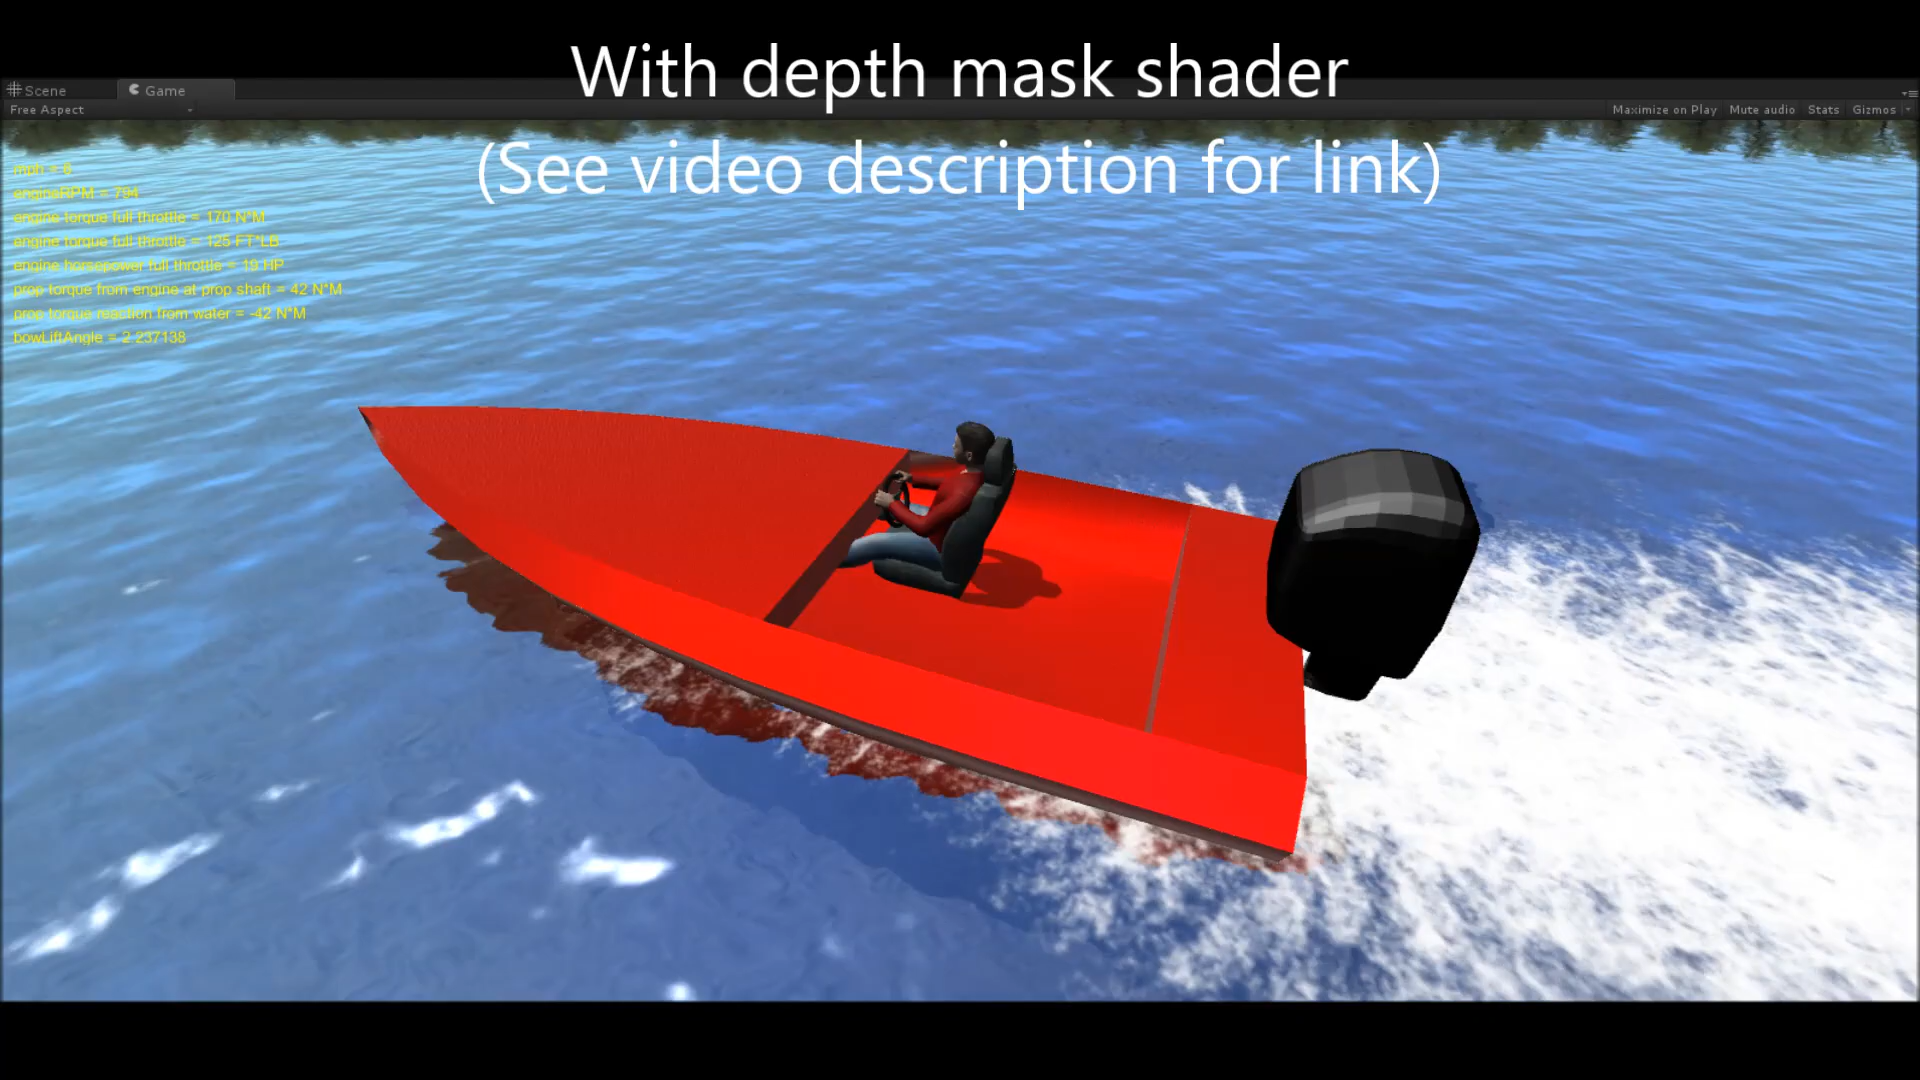 With depth mask shader
Scene
Game
Free Aspect
Maximize on Play Mute audio Stats Gizmos
(See video description for link)
mph = 6
engineRPM = 794
engine torque full throttle = 170 N*M
engine torque full throttle = 125 FT*LB
engine horsepower full throttle = 19 HP
prop torque from engine at prop shaft = 42 N*M
prop torque reaction from water = -42 N*M
bowLiftAngle = 2.237138